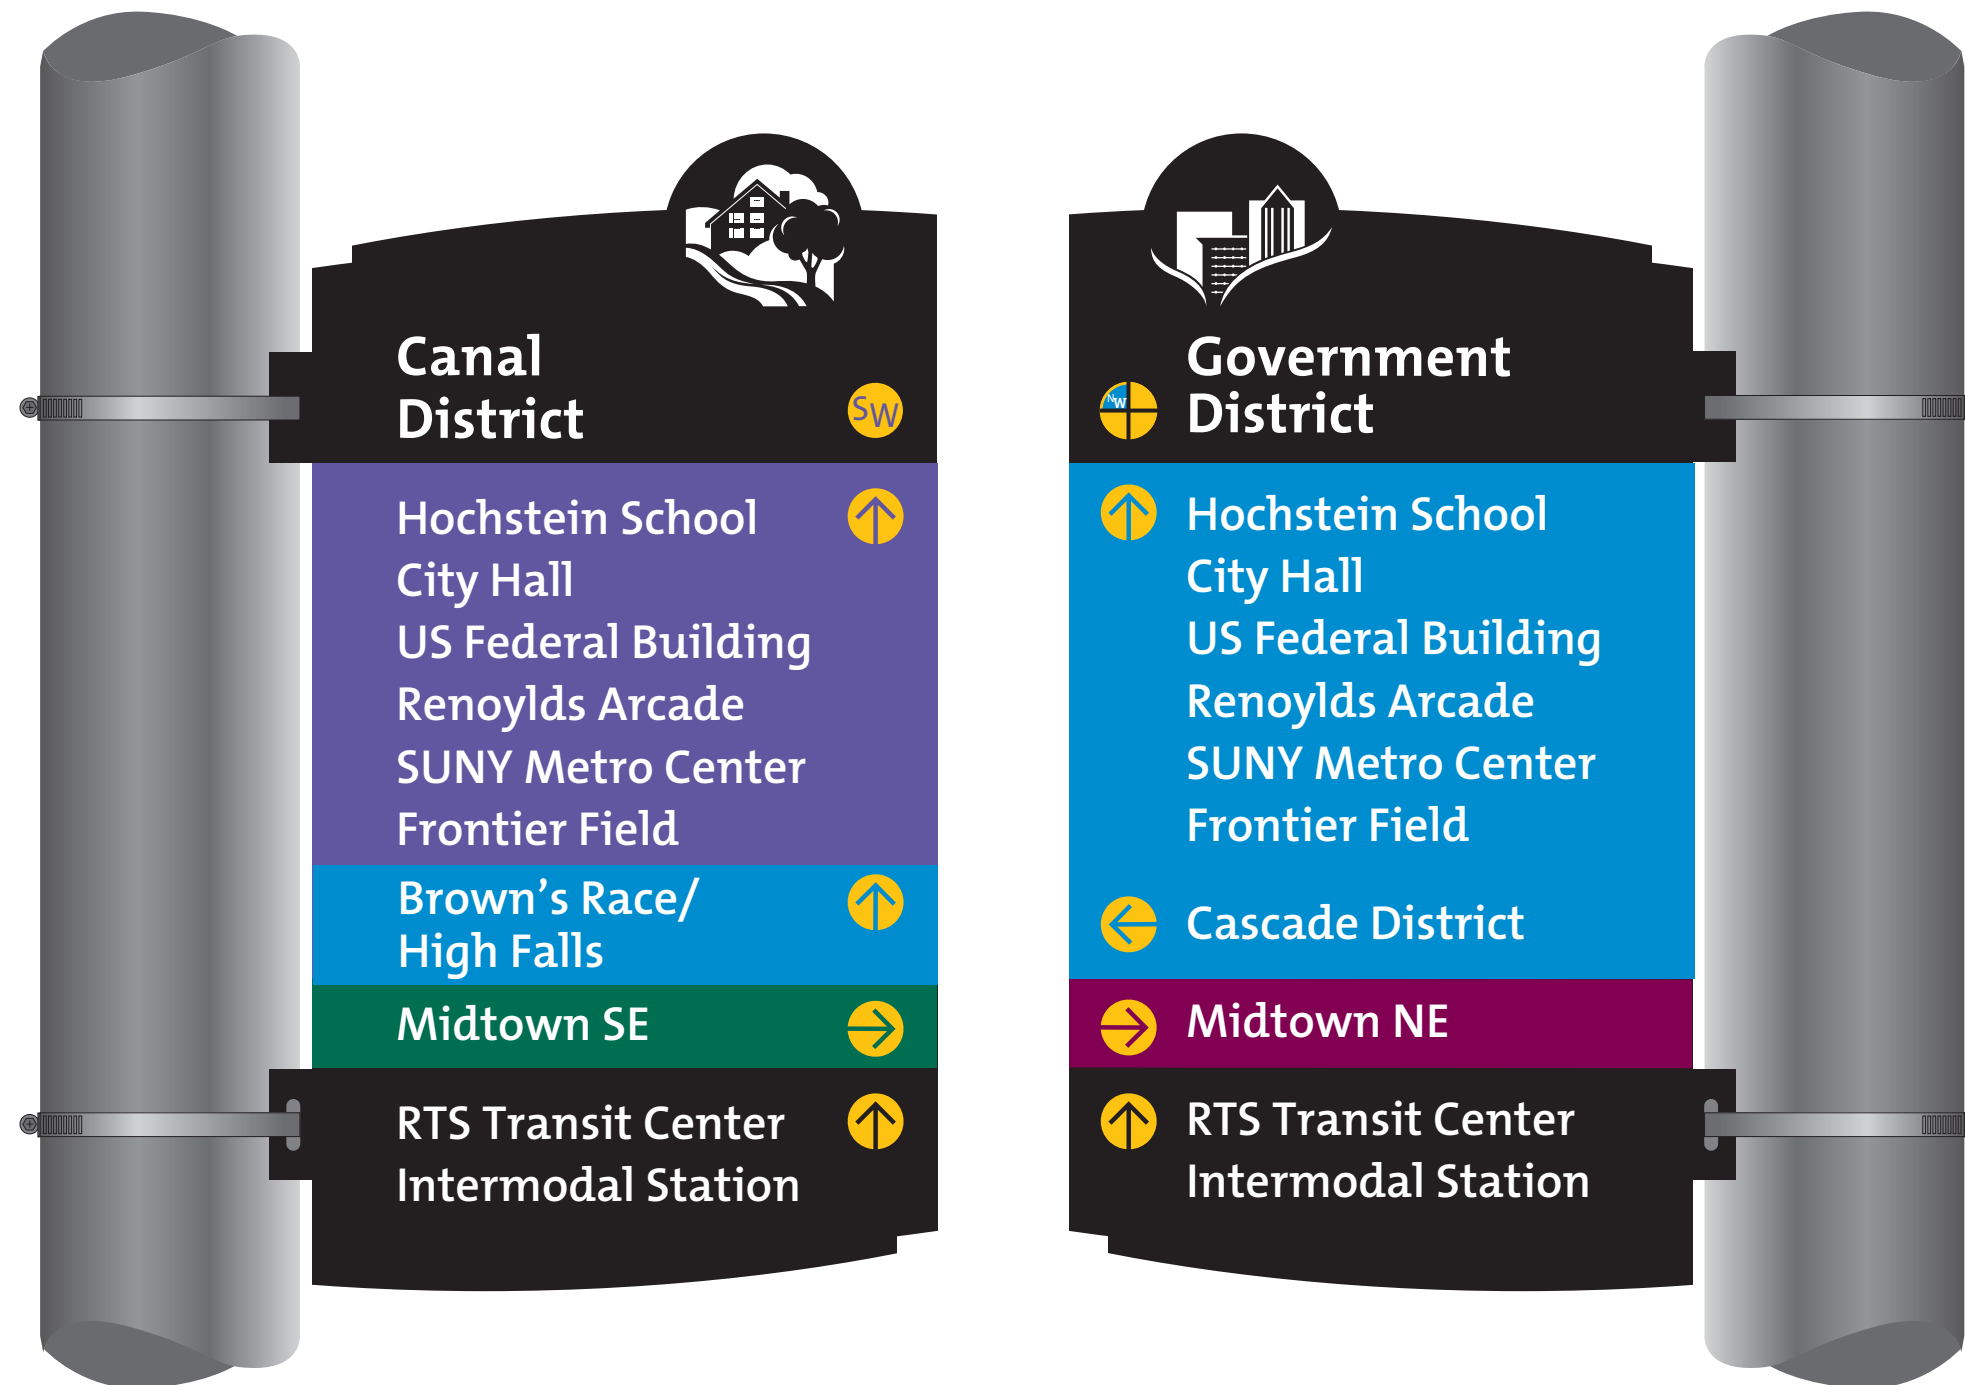 Canal
District
SW
Hochstein School
City Hall
US Federal Building
Renoylds Arcade
SUNY Metro Center
Frontier Field
Brown's Race/
High Falls
Midtown SE
RTS Transit Center
Intermodal Station
Government
District
NW
Hochstein School
City Hall
US Federal Building
Renoylds Arcade
SUNY Metro Center
Frontier Field
Cascade District
Midtown NE
RTS Transit Center
Intermodal Station